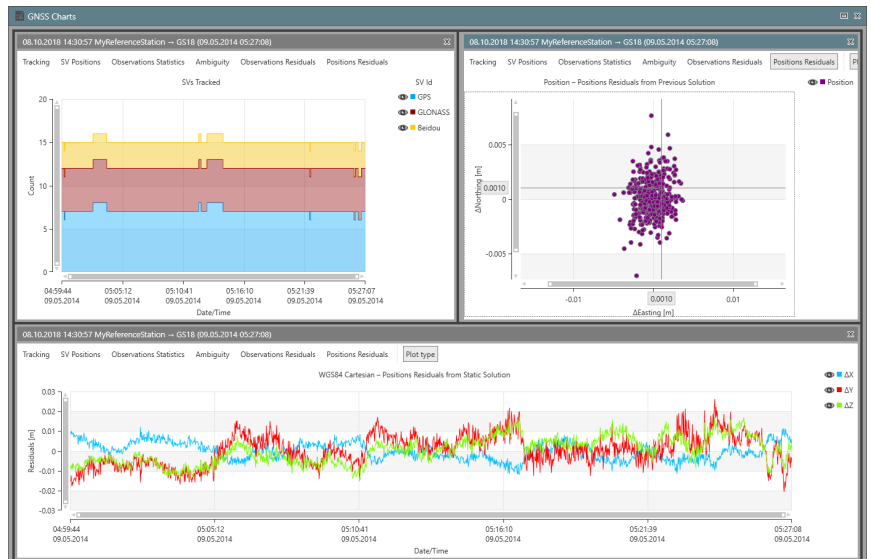 GNSS Charts
08.10.2018 14:30:57 MyReferenceStation → GS18 (09.05.2014 05:27:08)
Tracking SV Positions Observations Statistics Ambiguity Observations Residuals Positions Residuals
SVs Tracked
SV Id
GPS
GLONASS
Beidou
20
15
10
5
0
Count
04:59:44 05:05:12 05:10:41 05:16:10 05:21:39 05:27:07
09.05.2014 09.05.2014 09.05.2014 09.05.2014 09.05.2014 09.05.2014
Date/Time
08.10.2018 14:30:57 MyReferenceStation → GS18 (09.05.2014 05:27:08)
Tracking SV Positions Observations Statistics Ambiguity Observations Residuals Positions Residuals
Position – Positions Residuals from Previous Solution
Position
0.005
0.0010
0
-0.005
ΔNorthing [m]
-0.01 0.0010 0.01
ΔEasting [m]
08.10.2018 14:30:57 MyReferenceStation → GS18 (09.05.2014 05:27:08)
Tracking SV Positions Observations Statistics Ambiguity Observations Residuals Positions Residuals Plot type
WGS84 Cartesian – Positions Residuals from Static Solution
ΔX
ΔY
ΔZ
0.03
0.02
0.01
0
-0.01
-0.02
-0.03
Residuals [m]
04:59:44 05:05:12 05:10:41 05:16:10 05:21:39 05:27:08
09.05.2014 09.05.2014 09.05.2014 09.05.2014 09.05.2014 09.05.2014
Date/Time